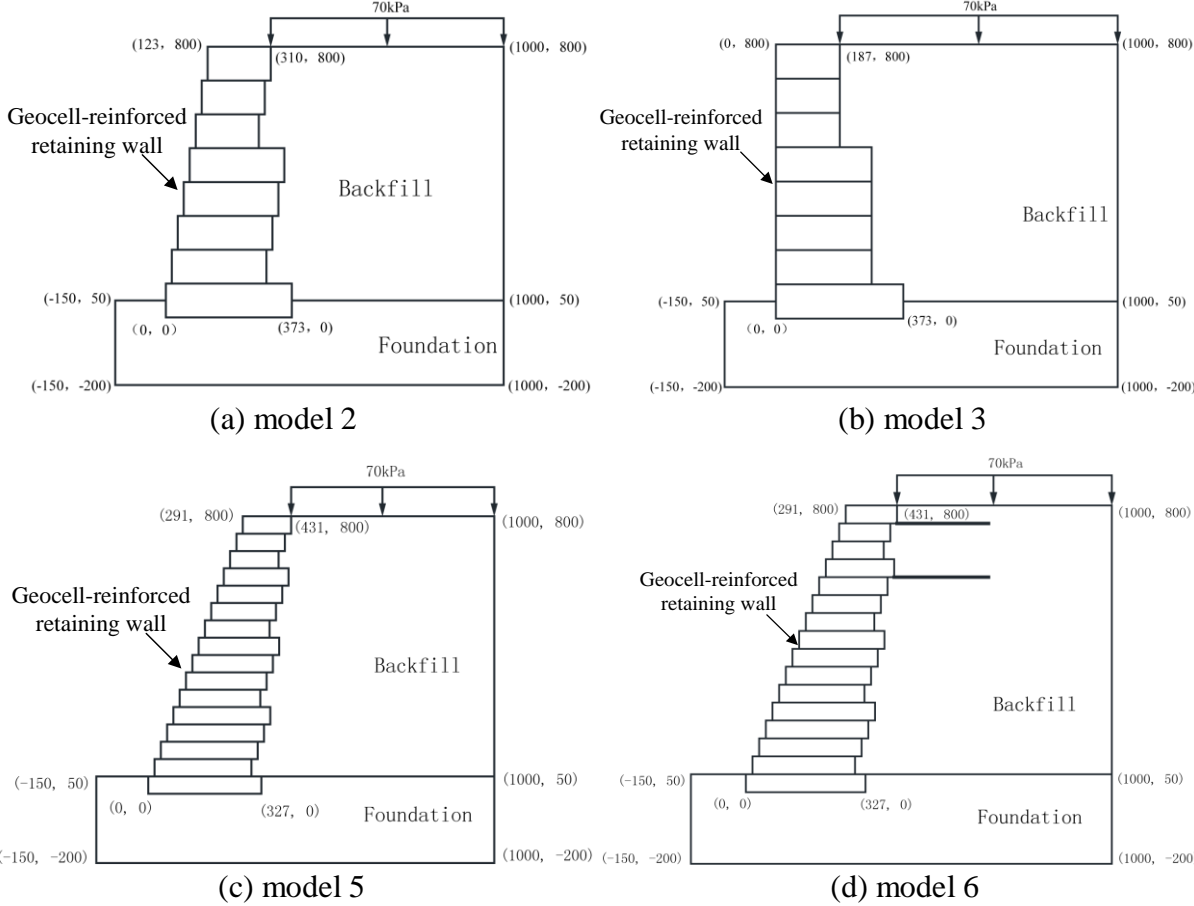 70kPa
(123, 800)
(310, 800)
(1000, 800)
Geocell-reinforced
retaining wall
Backfill
(-150, 50)
(1000, 50)
(0, 0)
(373, 0)
Foundation
(-150, -200)
(1000, -200)
(a) model 2
70kPa
(0, 800)
(187, 800)
(1000, 800)
Geocell-reinforced
retaining wall
Backfill
(-150, 50)
(1000, 50)
(0, 0)
(373, 0)
Foundation
(-150, -200)
(1000, -200)
(b) model 3
70kPa
(291, 800)
(431, 800)
(1000, 800)
Geocell-reinforced
retaining wall
Backfill
(-150, 50)
(1000, 50)
(0, 0)
(327, 0)
Foundation
(-150, -200)
(1000, -200)
(c) model 5
70kPa
(291, 800)
(431, 800)
(1000, 800)
Geocell-reinforced
retaining wall
Backfill
(-150, 50)
(1000, 50)
(0, 0)
(327, 0)
Foundation
(-150, -200)
(1000, -200
(d) model 6